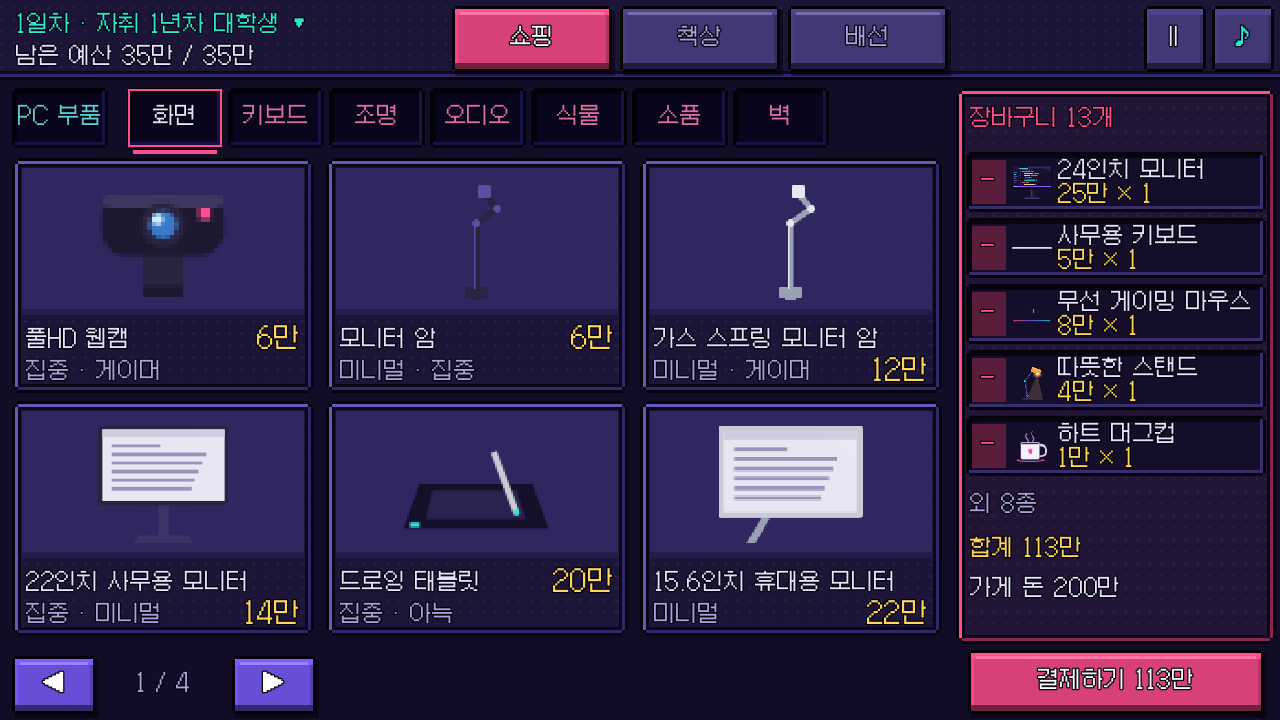 1일차 · 자취 1년차 대학생 ▼
남은 예산 35만 / 35만
쇼핑
책상
배선
PC 부품
화면
키보드
조명
오디오
식물
소품
벽
풀HD 웹캠 6만
집중 · 게이머
모니터 암 6만
미니멀 · 집중
가스 스프링 모니터 암
미니멀 · 게이머 12만
22인치 사무용 모니터
집중 · 미니멀 14만
드로잉 태블릿 20만
집중 · 아늑
15.6인치 휴대용 모니터
미니멀 22만
1 / 4
장바구니 13개
24인치 모니터
25만 × 1
사무용 키보드
5만 × 1
무선 게이밍 마우스
8만 × 1
따뜻한 스탠드
4만 × 1
하트 머그컵
1만 × 1
외 8종
합계 113만
가게 돈 200만
결제하기 113만